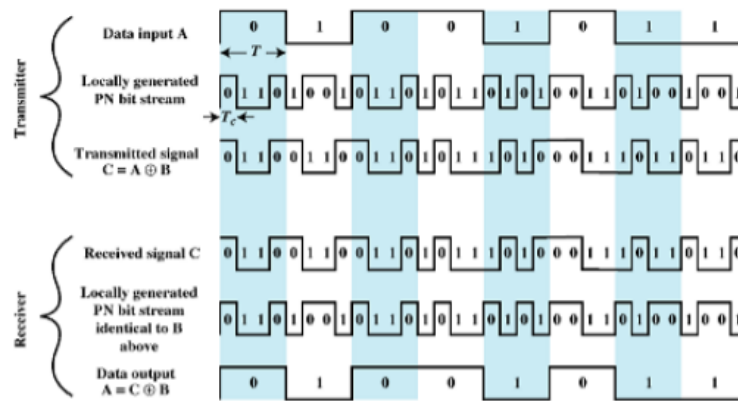 Transmitter
Data input A
0 1 0 0 1 0 1 1
T
Locally generated
PN bit stream
0 1 1 0 1 0 0 1 0 1 1 0 1 0 1 1 0 1 0 1 0 0 1 1 0 1 0 0 1 0 0 1
Tc
Transmitted signal
C = A ⊕ B
0 1 1 0 0 1 1 0 0 1 1 0 1 0 1 1 1 0 1 0 0 0 1 1 1 0 1 1 0 1 1 0
Receiver
Received signal C
0 1 1 0 0 1 1 0 0 1 1 0 1 0 1 1 1 0 1 0 0 0 1 1 1 0 1 1 0 1 1 0
Locally generated
PN bit stream
identical to B
above
0 1 1 0 1 0 0 1 0 1 1 0 1 0 1 1 0 1 0 1 0 0 1 1 0 1 0 0 1 0 0 1
Data output
A = C ⊕ B
0 1 0 0 1 0 1 1